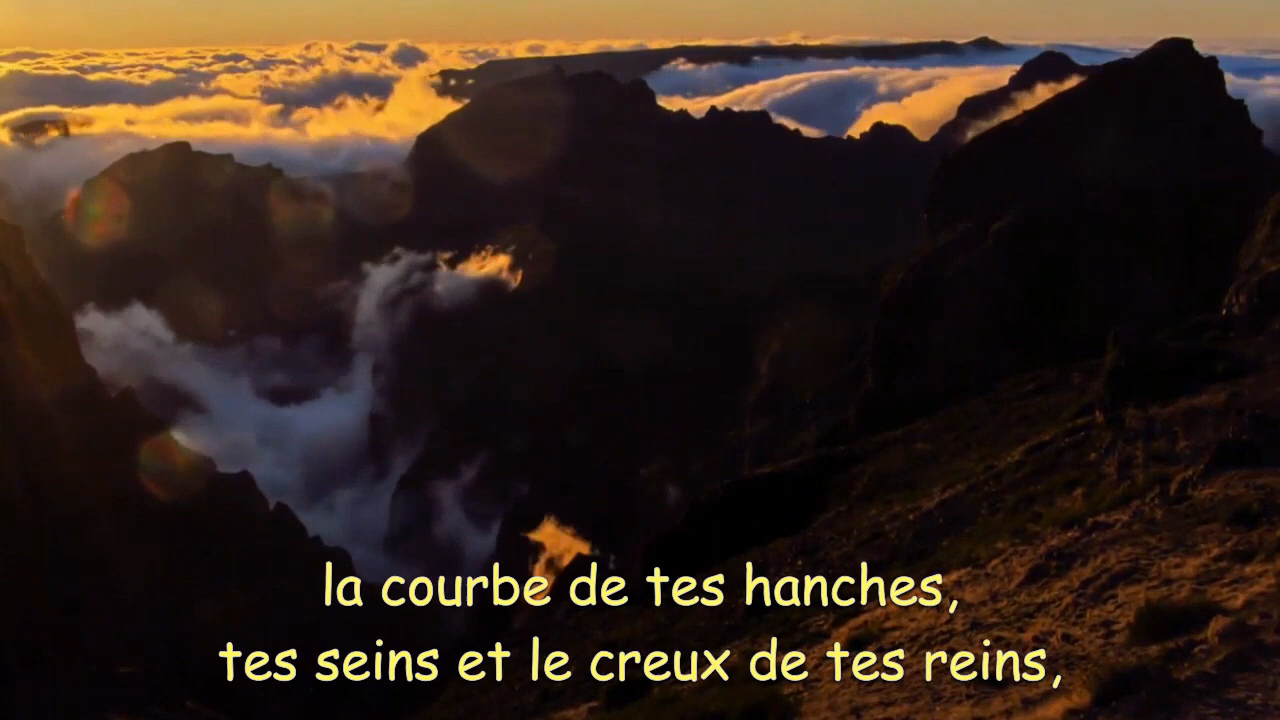 la courbe de tes hanches,
tes seins et le creux de tes reins,